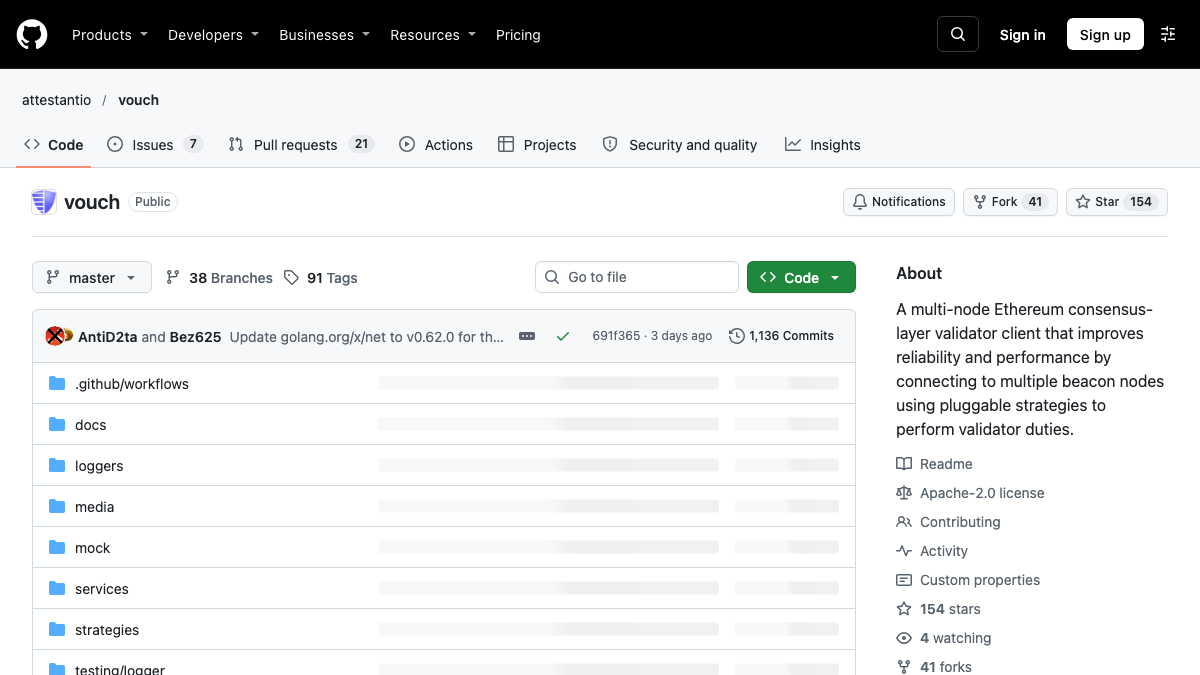 Products Developers Businesses Resources Pricing Sign in Sign up
attestantio / vouch
Code Issues 7 Pull requests 21 Actions Projects Security and quality Insights
vouch Public Notifications Fork 41 Star 154
master 38 Branches 91 Tags Go to file Code
AntiD2ta and Bez625 Update golang.org/x/net to v0.62.0 for th... 691f365 · 3 days ago 1,136 Commits
.github/workflows
docs
loggers
media
mock
services
strategies
testing/logger
About
A multi-node Ethereum consensus-
layer validator client that improves
reliability and performance by
connecting to multiple beacon nodes
using pluggable strategies to
perform validator duties.
Readme
Apache-2.0 license
Contributing
Activity
Custom properties
154 stars
4 watching
41 forks